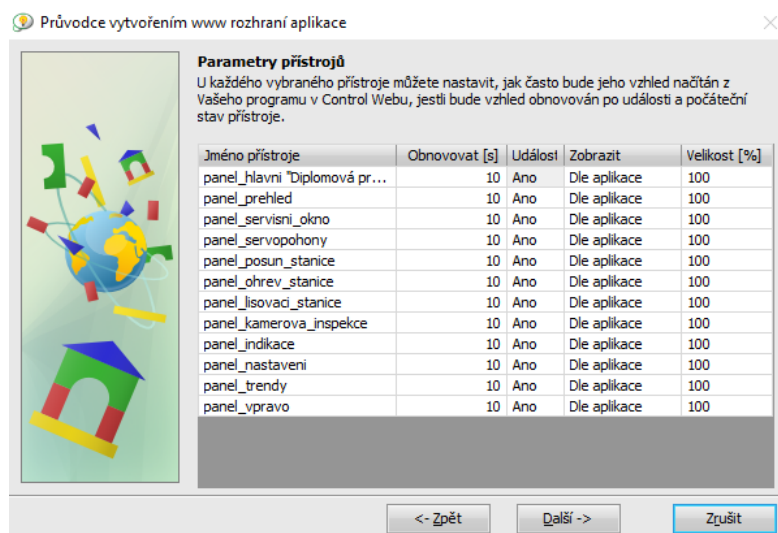 Průvodce vytvořením www rozhraní aplikace
Parametry přístrojů
U každého vybraného přístroje můžete nastavit, jak často bude jeho vzhled načítán z
Vašeho programu v Control Webu, jestli bude vzhled obnovován po události a počáteční
stav přístroje.
Jméno přístroje Obnovovat [s] Událost Zobrazit Velikost [%]
panel_hlavni "Diplomová pr... 10 Ano Dle aplikace 100
panel_prehled 10 Ano Dle aplikace 100
panel_servisni_okno 10 Ano Dle aplikace 100
panel_servopohony 10 Ano Dle aplikace 100
panel_posun_stanice 10 Ano Dle aplikace 100
panel_ohrev_stanice 10 Ano Dle aplikace 100
panel_lisovaci_stanice 10 Ano Dle aplikace 100
panel_kamerova_inspekce 10 Ano Dle aplikace 100
panel_indikace 10 Ano Dle aplikace 100
panel_nastaveni 10 Ano Dle aplikace 100
panel_trendy 10 Ano Dle aplikace 100
panel_vpravo 10 Ano Dle aplikace 100
<- Zpět Další -> Zrušit